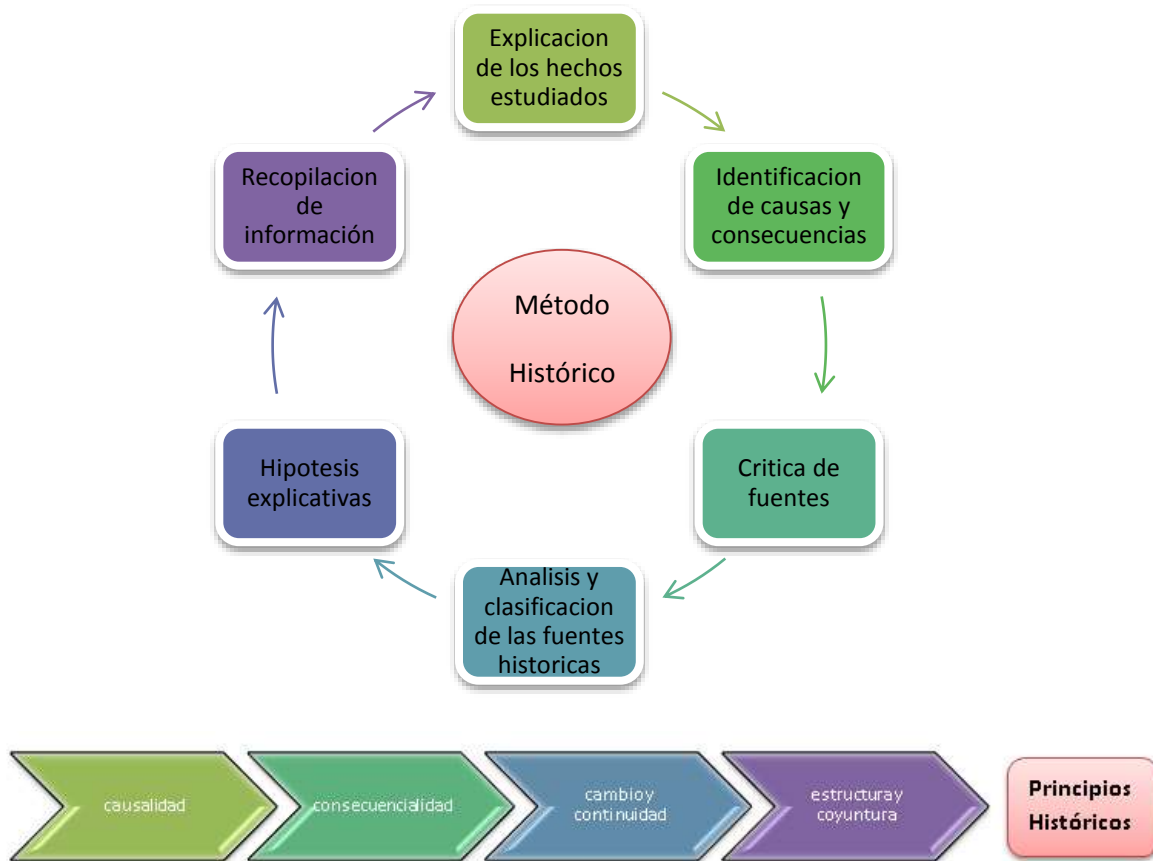 Explicacion
de los hechos
estudiados
Identificacion
de causas y
consecuencias
Critica de
fuentes
Analisis y
clasificacion
de las fuentes
historicas
Hipotesis
explicativas
Recopilacion
de
información
Método
Histórico
causalidad
consecuencialidad
cambio y
continuidad
estructura y
coyuntura
Principios
Históricos